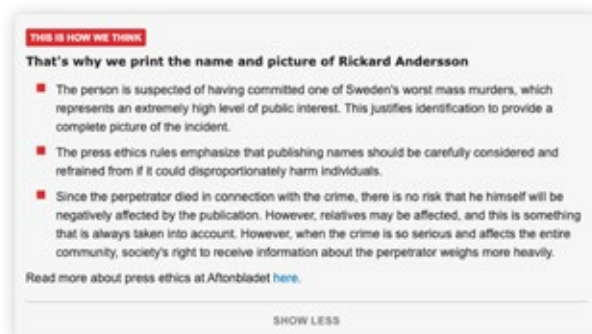 THIS IS HOW WE THINK
That's why we print the name and picture of Rickard Andersson
The person is suspected of having committed one of Sweden's worst mass murders, which
represents an extremely high level of public interest. This justifies identification to provide a
complete picture of the incident.
The press ethics rules emphasize that publishing names should be carefully considered and
refrained from if it could disproportionately harm individuals.
Since the perpetrator died in connection with the crime, there is no risk that he himself will be
negatively affected by the publication. However, relatives may be affected, and this is something
that is always taken into account. However, when the crime is so serious and affects the entire
community, society's right to receive information about the perpetrator weighs more heavily.
Read more about press ethics at Aftonbladet here.
SHOW LESS